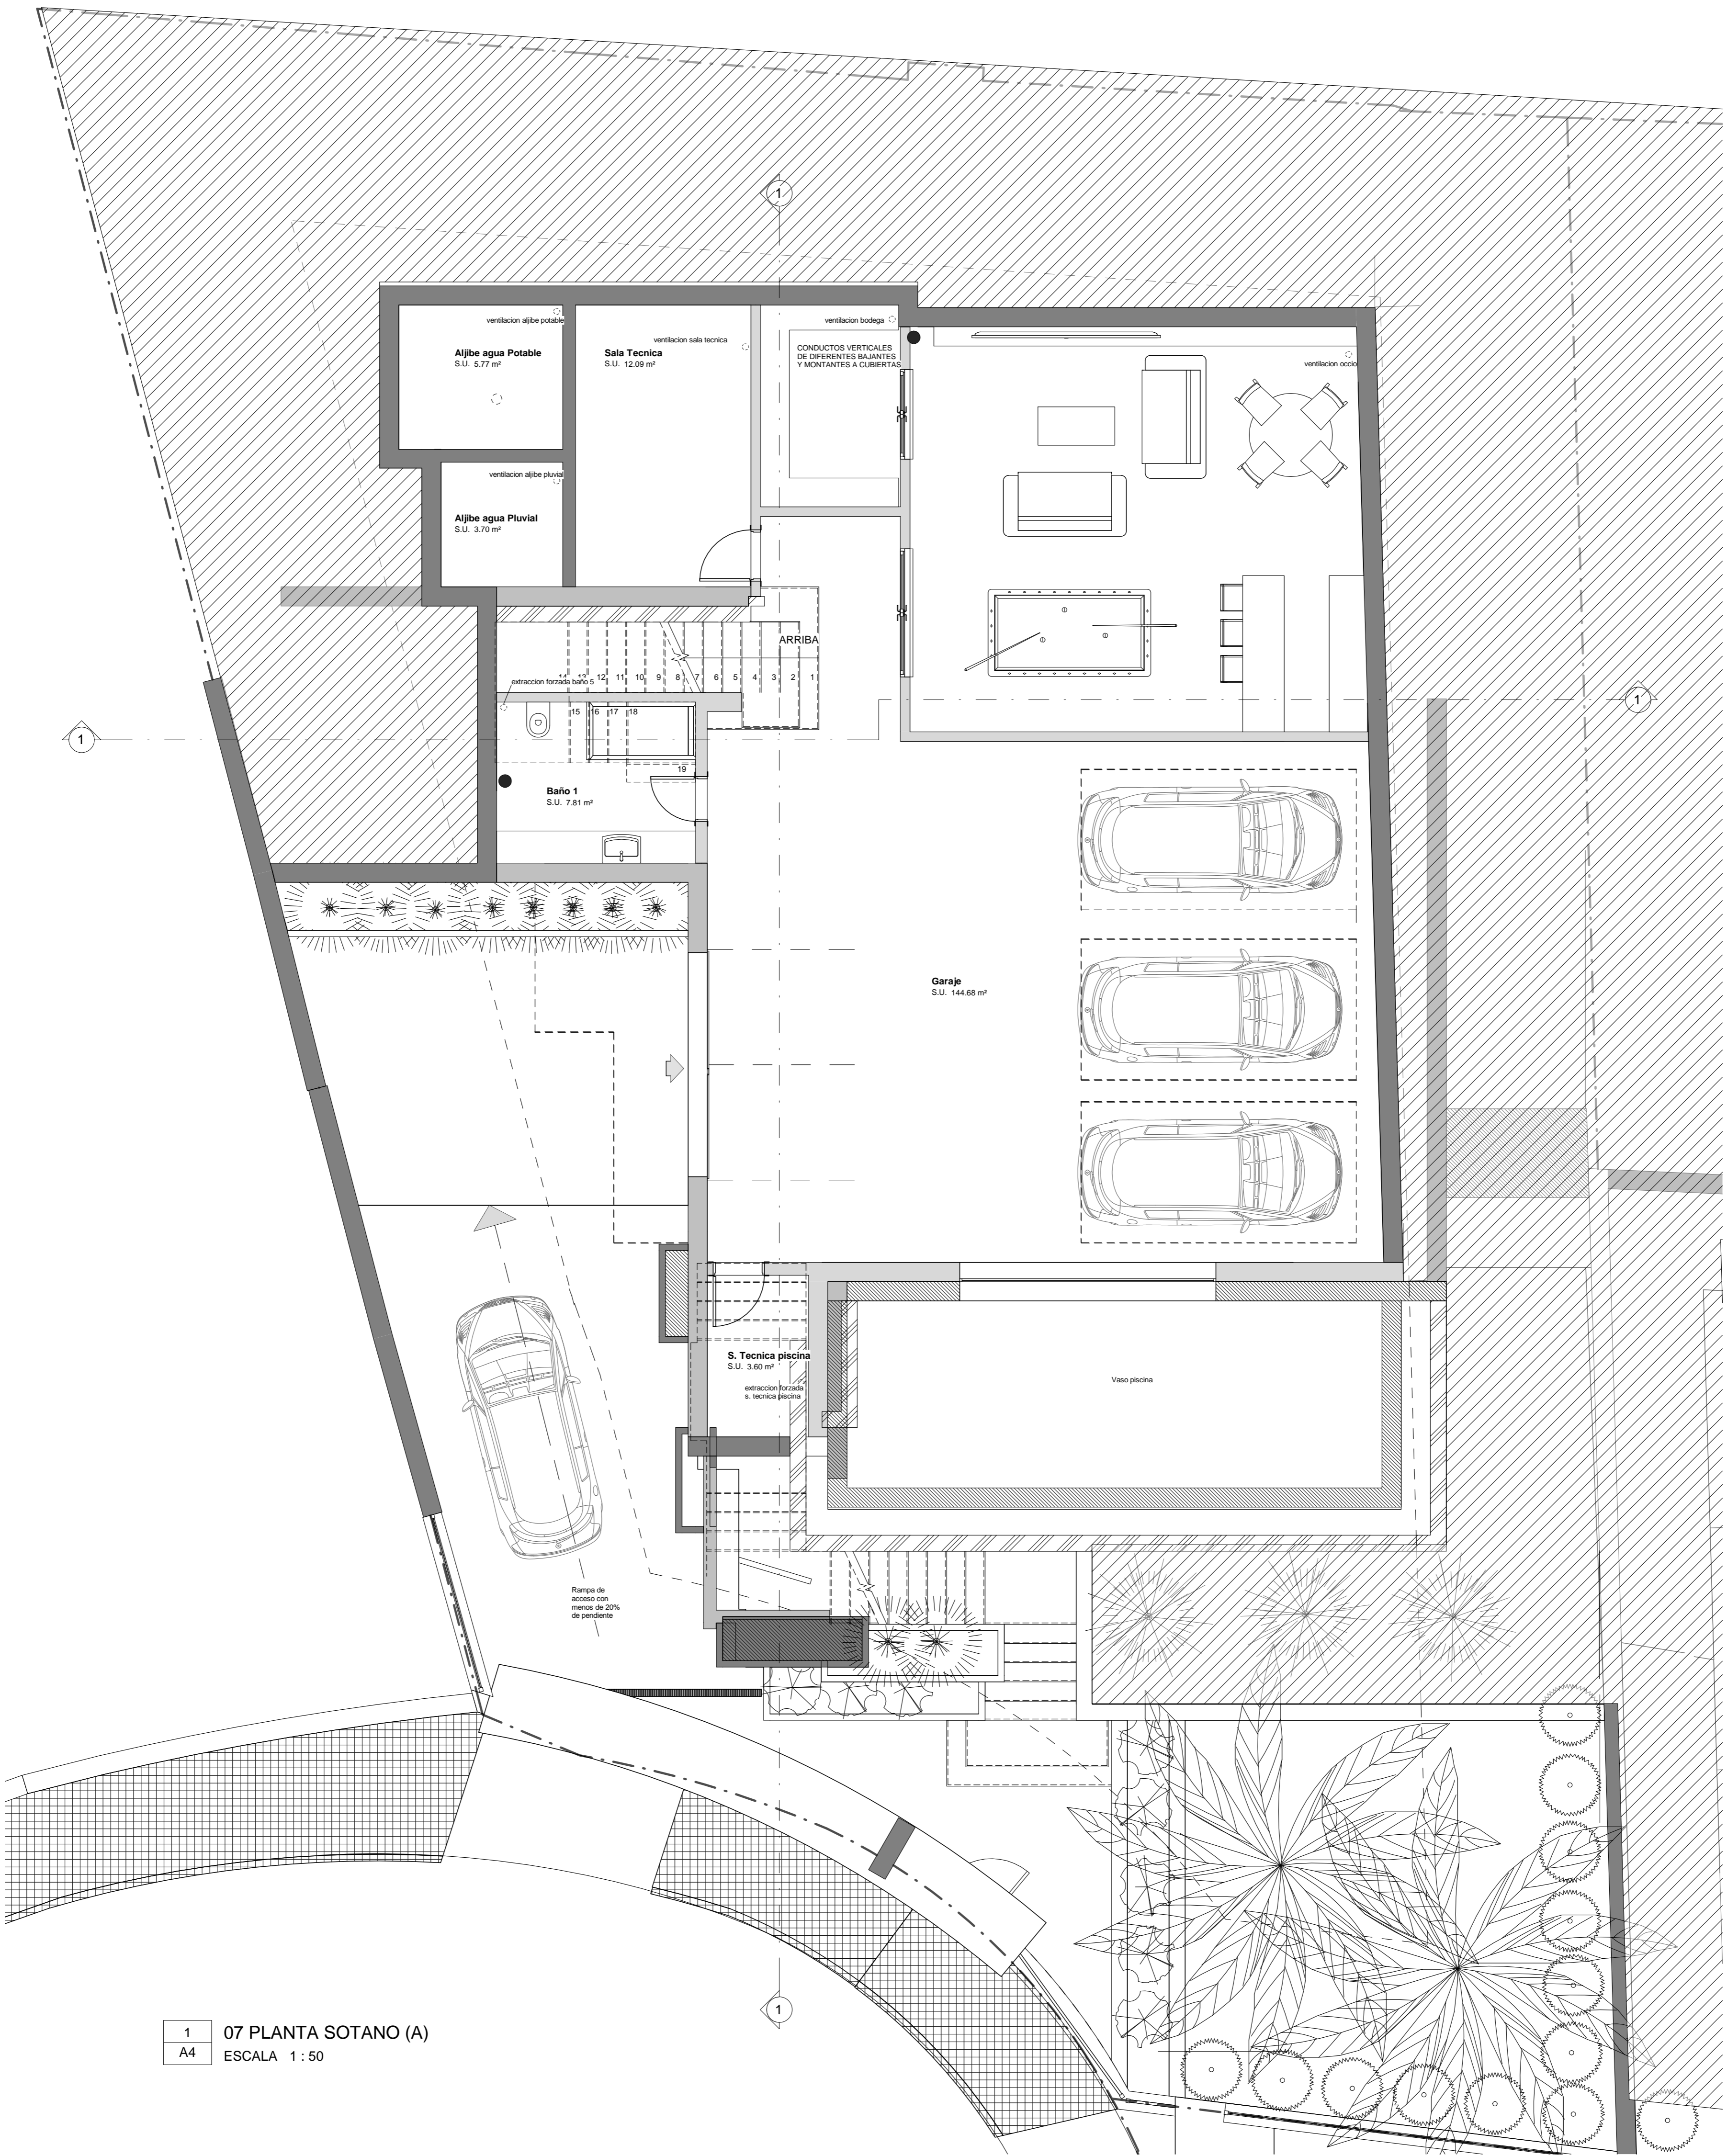 1
ventilacion aljibe potable
Aljibe agua Potable
S.U. 5.77 m²
ventilacion sala tecnica
Sala Tecnica
S.U. 12.09 m²
ventilacion bodega
CONDUCTOS VERTICALES
DE DIFERENTES BAJANTES
Y MONTANTES A CUBIERTAS
ventilacion occio
ventilacion aljibe pluvial
Aljibe agua Pluvial
S.U. 3.70 m²
ARRIBA
14 13 12 11 10 9 8 7 6 5 4 3 2 1
extraccion forzada baño 5
15 16 17 18
19
1
1
Baño 1
S.U. 7.81 m²
Garaje
S.U. 144.68 m²
S. Tecnica piscina
S.U. 3.60 m²
extraccion forzada
s. tecnica piscina
Vaso piscina
Rampa de
acceso con
menos de 20%
de pendiente
1
1
A4
07 PLANTA SOTANO (A)
ESCALA 1 : 50